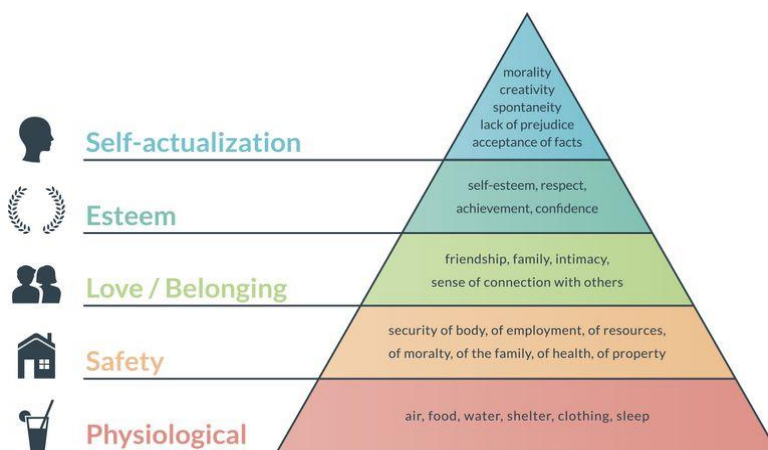 morality
creativity
spontaneity
lack of prejudice
acceptance of facts
Self-actualization
self-esteem, respect,
achievement, confidence
Esteem
friendship, family, intimacy,
sense of connection with others
Love / Belonging
security of body, of employment, of resources,
of moralty, of the family, of health, of property
Safety
air, food, water, shelter, clothing, sleep
Physiological